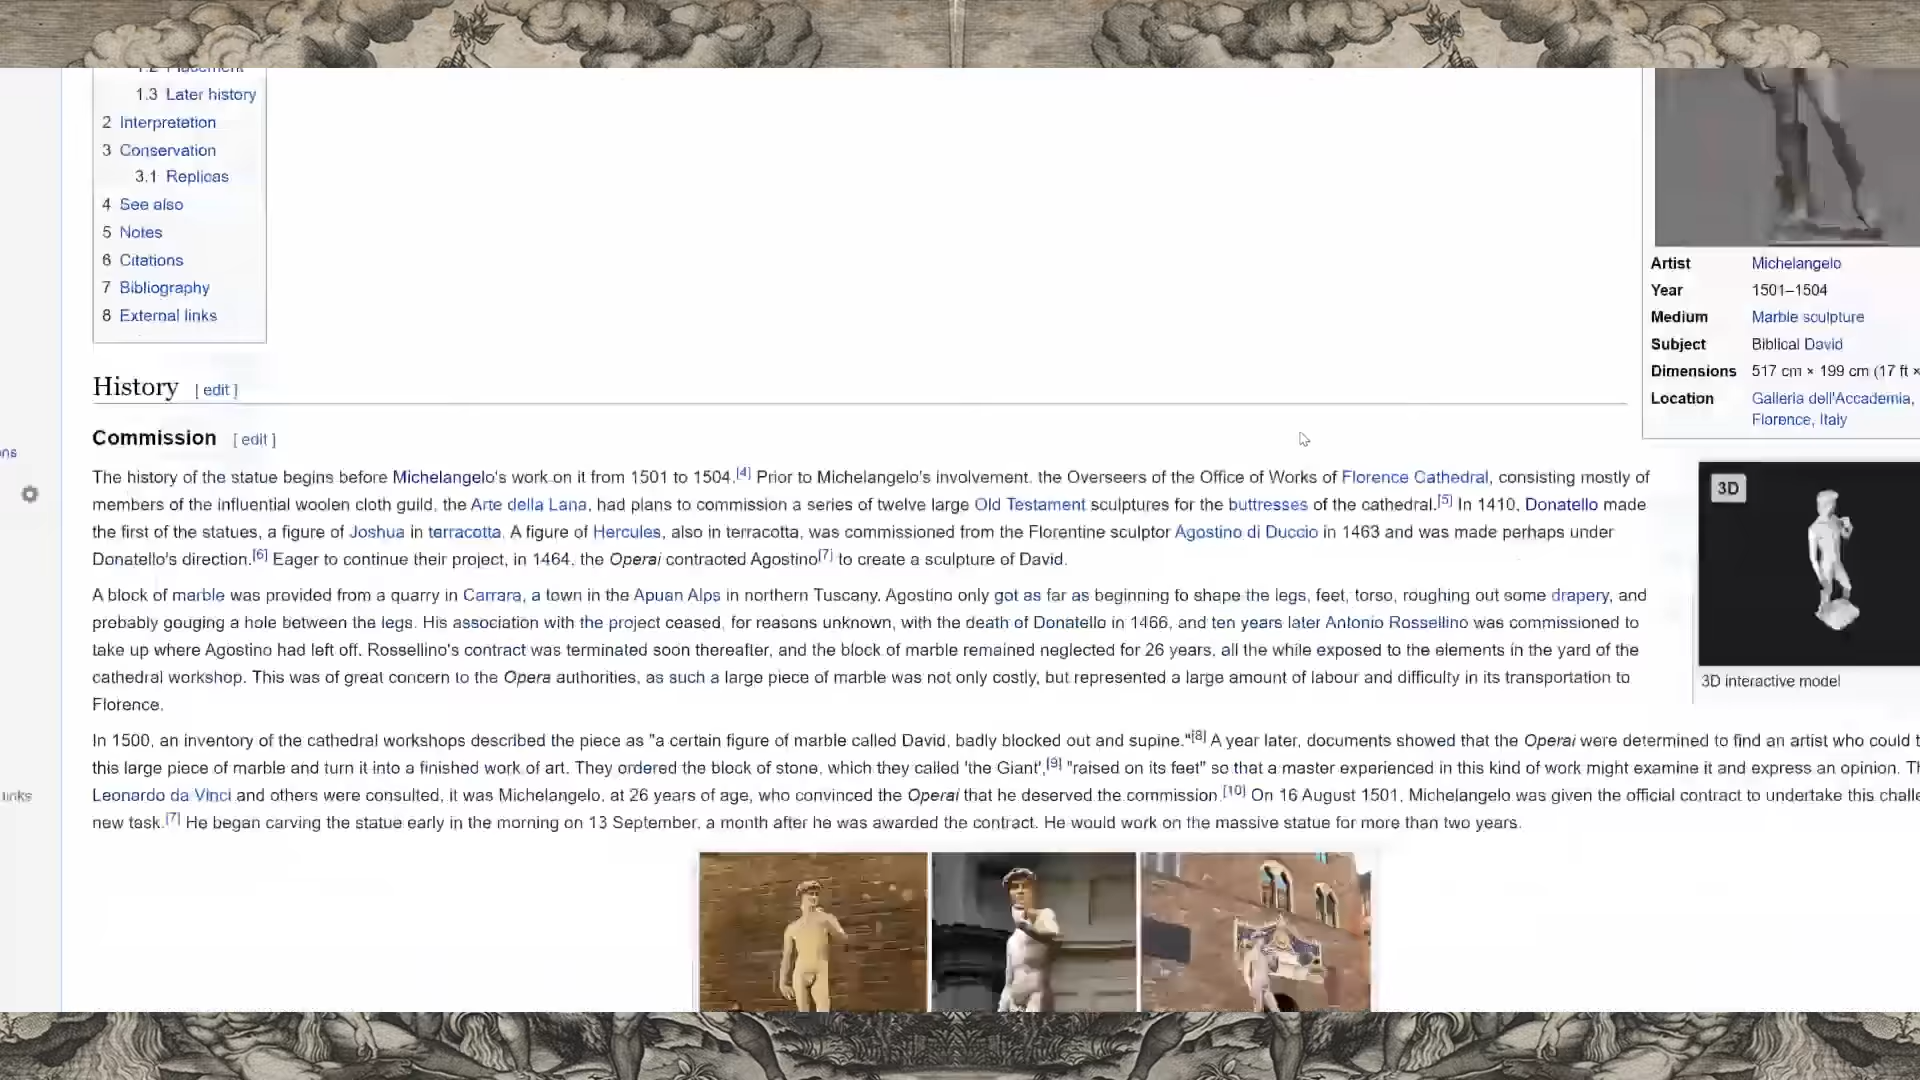 1.2 Placement
1.3 Later history
2 Interpretation
3 Conservation
3.1 Replicas
4 See also
5 Notes
6 Citations
7 Bibliography
8 External links
Artist Michelangelo
Year 1501–1504
Medium Marble sculpture
Subject Biblical David
Dimensions 517 cm × 199 cm (17 ft ×
Location Galleria dell'Accademia,
Florence, Italy
History [ edit ]
Commission [ edit ]
The history of the statue begins before Michelangelo's work on it from 1501 to 1504.[4] Prior to Michelangelo's involvement, the Overseers of the Office of Works of Florence Cathedral, consisting mostly of
members of the influential woolen cloth guild, the Arte della Lana, had plans to commission a series of twelve large Old Testament sculptures for the buttresses of the cathedral.[5] In 1410, Donatello made
the first of the statues, a figure of Joshua in terracotta. A figure of Hercules, also in terracotta, was commissioned from the Florentine sculptor Agostino di Duccio in 1463 and was made perhaps under
Donatello's direction.[6] Eager to continue their project, in 1464, the Operai contracted Agostino[7] to create a sculpture of David.
A block of marble was provided from a quarry in Carrara, a town in the Apuan Alps in northern Tuscany. Agostino only got as far as beginning to shape the legs, feet, torso, roughing out some drapery, and
probably gouging a hole between the legs. His association with the project ceased, for reasons unknown, with the death of Donatello in 1466, and ten years later Antonio Rossellino was commissioned to
take up where Agostino had left off. Rossellino's contract was terminated soon thereafter, and the block of marble remained neglected for 26 years, all the while exposed to the elements in the yard of the
cathedral workshop. This was of great concern to the Opera authorities, as such a large piece of marble was not only costly, but represented a large amount of labour and difficulty in its transportation to
Florence.
3D
3D interactive model
In 1500, an inventory of the cathedral workshops described the piece as "a certain figure of marble called David, badly blocked out and supine."[8] A year later, documents showed that the Operai were determined to find an artist who could t
this large piece of marble and turn it into a finished work of art. They ordered the block of stone, which they called 'the Giant',[9] "raised on its feet" so that a master experienced in this kind of work might examine it and express an opinion. Th
Leonardo da Vinci and others were consulted, it was Michelangelo, at 26 years of age, who convinced the Operai that he deserved the commission.[10] On 16 August 1501, Michelangelo was given the official contract to undertake this challe
new task.[7] He began carving the statue early in the morning on 13 September, a month after he was awarded the contract. He would work on the massive statue for more than two years.
ons
links